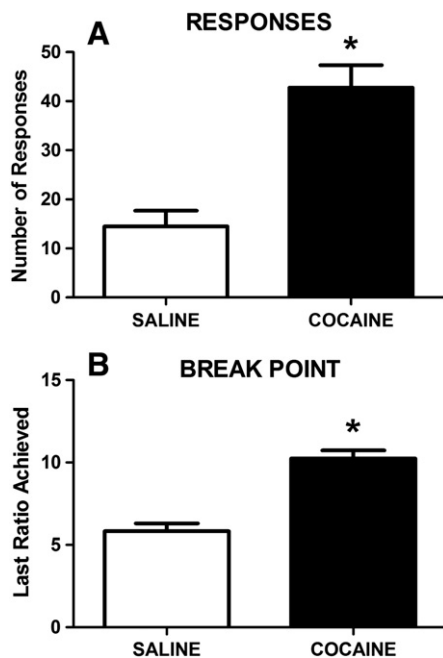 A
RESPONSES
Number of Responses
50
40
30
20
10
0
*
SALINE
COCAINE
B
BREAK POINT
Last Ratio Achieved
15
10
5
0
*
SALINE
COCAINE